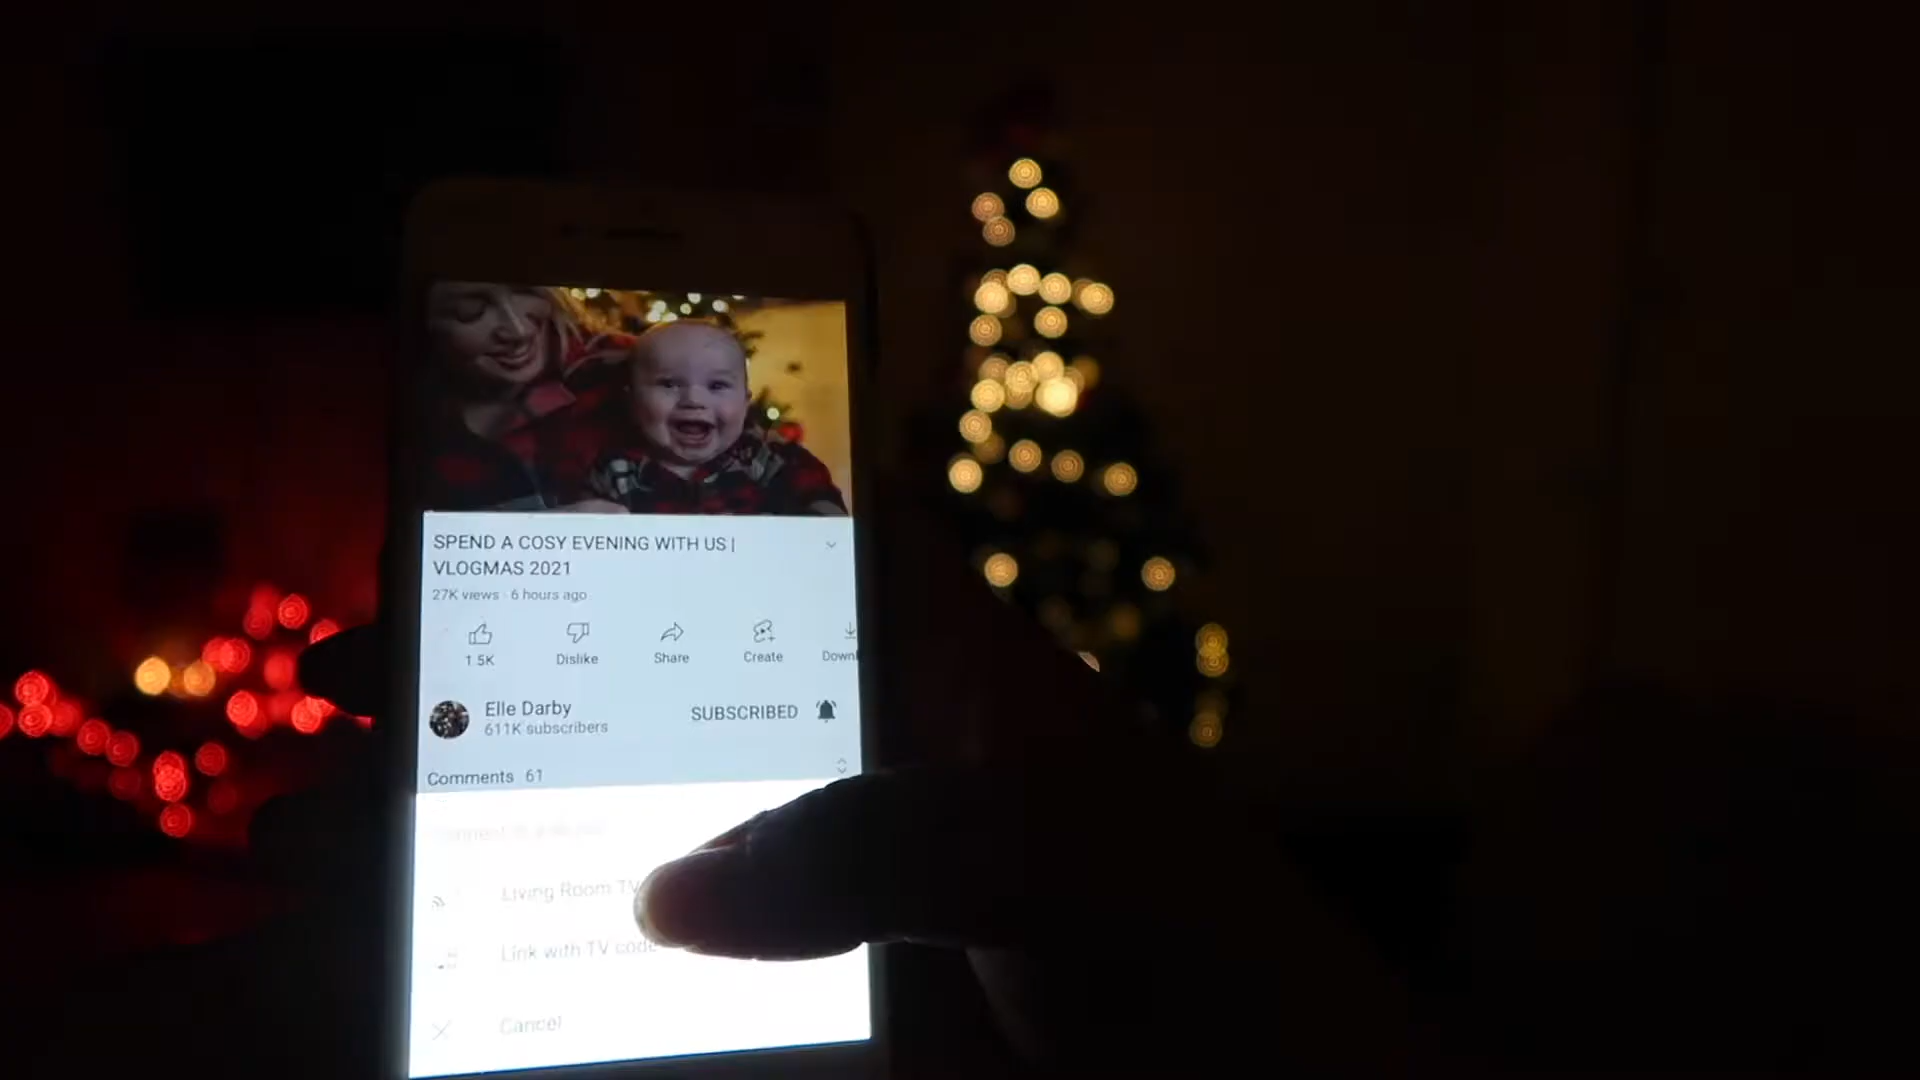 SPEND A COSY EVENING WITH US |
VLOGMAS 2021
27K views · 6 hours ago
1.5K
Dislike
Share
Create
Downl
Elle Darby
611K subscribers
SUBSCRIBED
Comments 61
Living Room TV
Link with TV code
Cancel